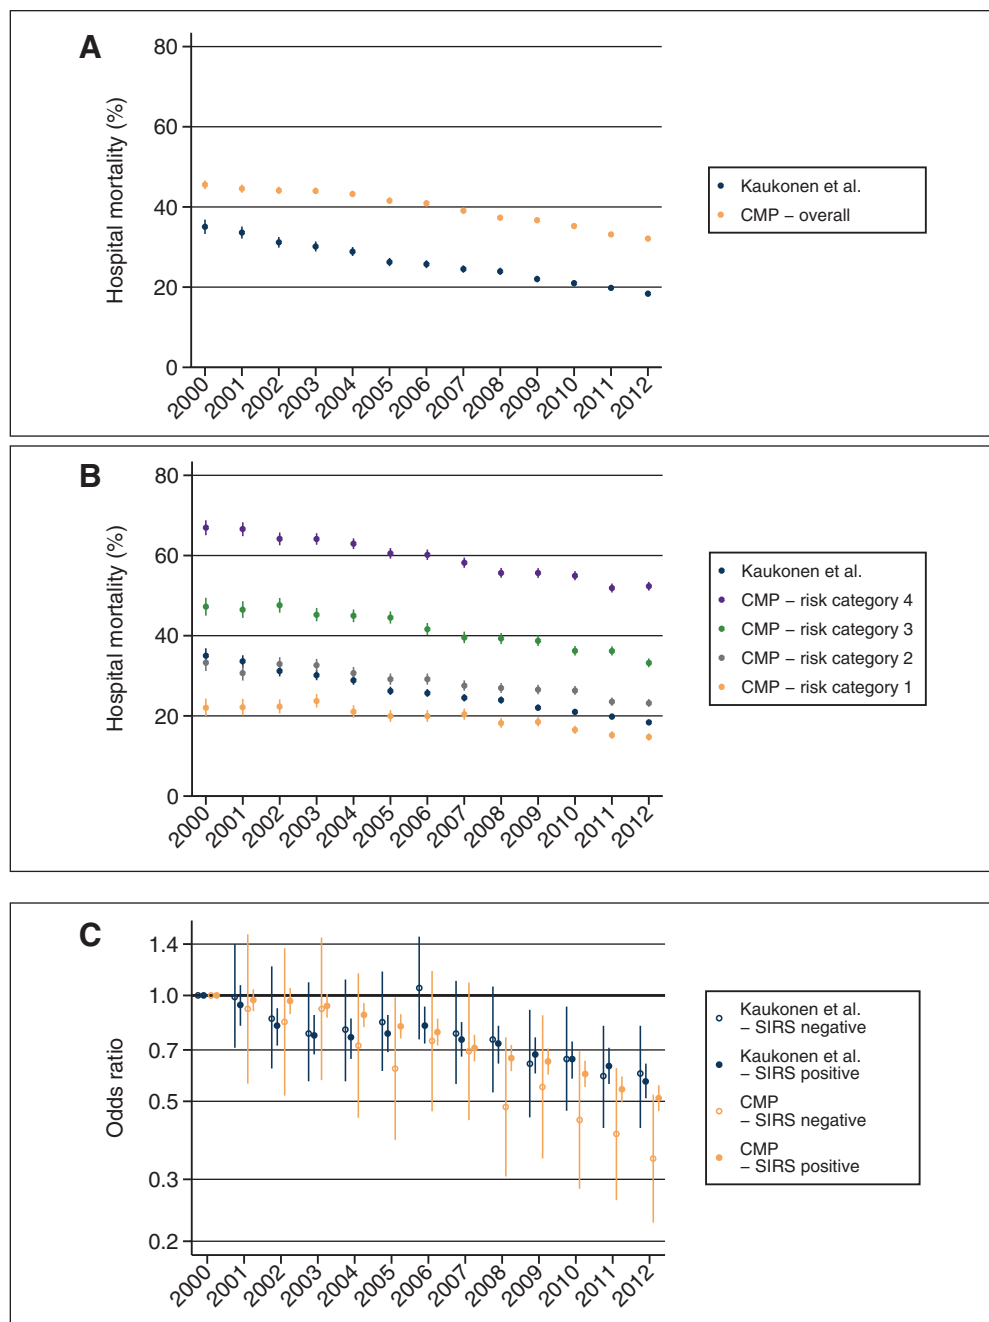 A
Hospital mortality (%)
80
60
40
20
0
2000 2001 2002 2003 2004 2005 2006 2007 2008 2009 2010 2011 2012
Kaukonen et al.
CMP – overall
B
Hospital mortality (%)
80
60
40
20
0
2000 2001 2002 2003 2004 2005 2006 2007 2008 2009 2010 2011 2012
Kaukonen et al.
CMP – risk category 4
CMP – risk category 3
CMP – risk category 2
CMP – risk category 1
C
Odds ratio
1.4
1.0
0.7
0.5
0.3
0.2
2000 2001 2002 2003 2004 2005 2006 2007 2008 2009 2010 2011 2012
Kaukonen et al.
– SIRS negative
Kaukonen et al.
– SIRS positive
CMP
– SIRS negative
CMP
– SIRS positive